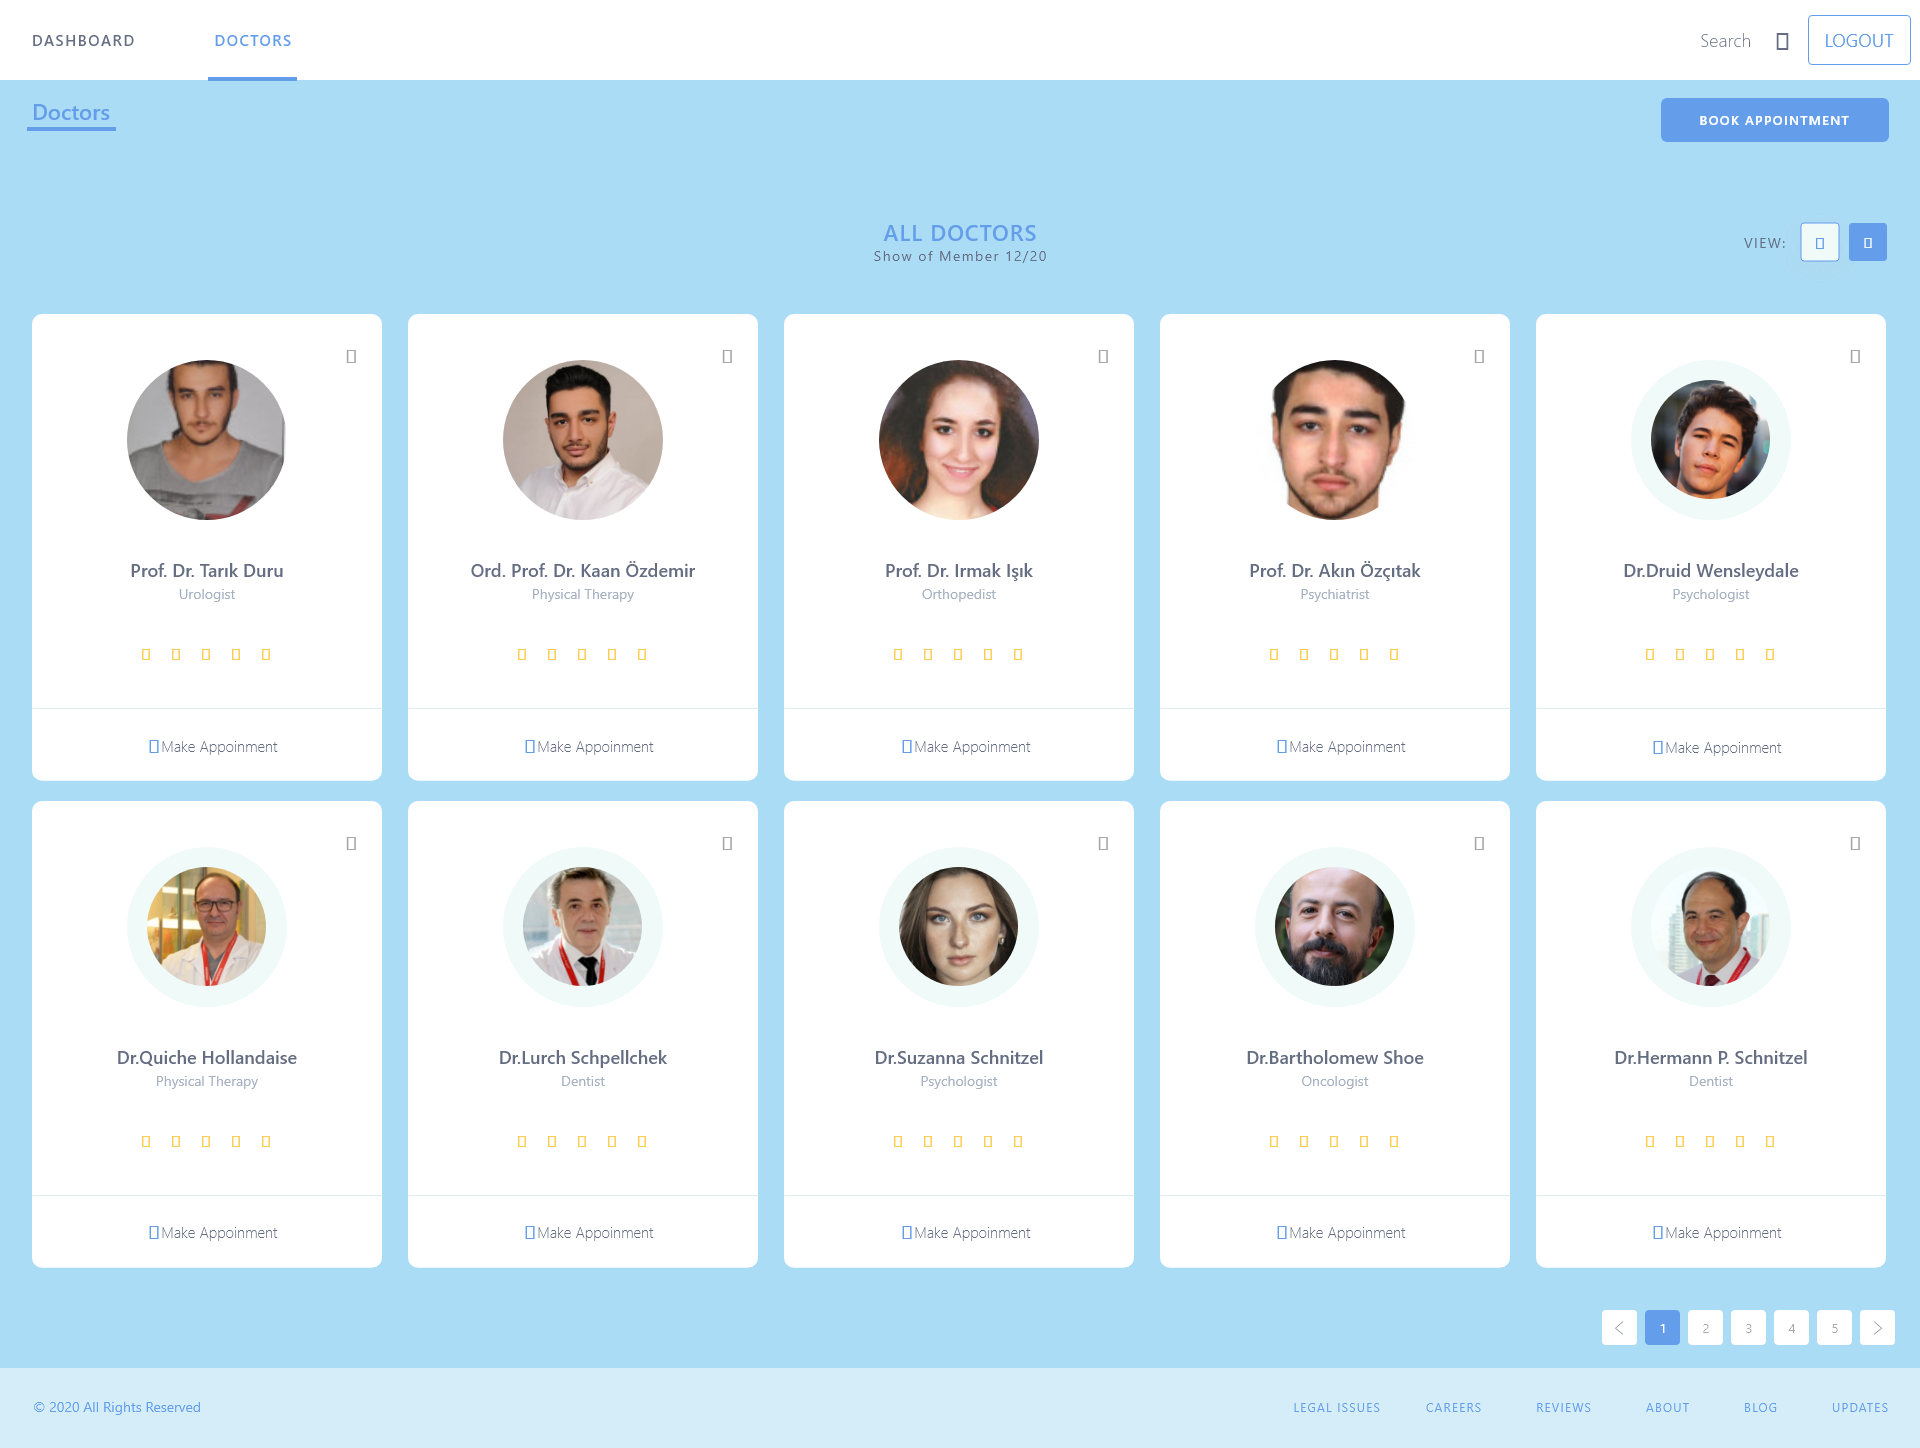 DASHBOARD DOCTORS Search LOGOUT
Doctors BOOK APPOINTMENT
ALL DOCTORS
Show of Member 12/20 VIEW:
Prof. Dr. Tarık Duru Ord. Prof. Dr. Kaan Özdemir Prof. Dr. Irmak Işık Prof. Dr. Akın Özçıtak Dr.Druid Wensleydale
Urologist Physical Therapy Orthopedist Psychiatrist Psychologist
Make Appoinment Make Appoinment Make Appoinment Make Appoinment Make Appoinment
Dr.Quiche Hollandaise Dr.Lurch Schpellchek Dr.Suzanna Schnitzel Dr.Bartholomew Shoe Dr.Hermann P. Schnitzel
Physical Therapy Dentist Psychologist Oncologist Dentist
Make Appoinment Make Appoinment Make Appoinment Make Appoinment Make Appoinment
1 2 3 4 5
© 2020 All Rights Reserved LEGAL ISSUES CAREERS REVIEWS ABOUT BLOG UPDATES